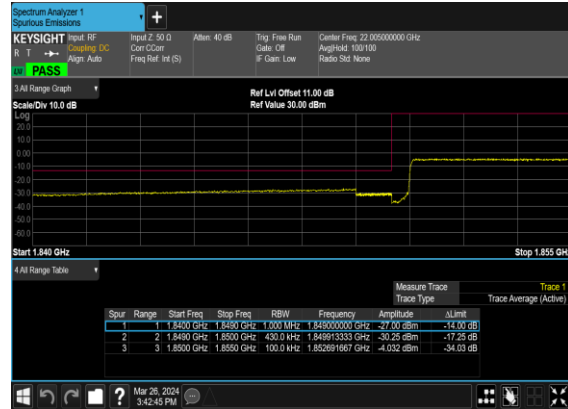 Spectrum Analyzer 1
Spurious Emissions
KEYSIGHT Input: RF Input Z: 50 Ω Atten: 40 dB Trig: Free Run Center Freq: 22.005000000 GHz
R T Coupling: DC Corr CCorr Gate: Off Avg|Hold: 100/100
Align: Auto Freq Ref: Int (S) IF Gain: Low Radio Std: None
LXI PASS
3 All Range Graph
Ref Lvl Offset 11.00 dB
Scale/Div 10.0 dB Ref Value 30.00 dBm
Log
20.0
10.0
0.00
-10.0
-20.0
-30.0
-40.0
-50.0
-60.0
Start 1.840 GHz Stop 1.855 GH
4 All Range Table
Measure Trace Trace 1
Trace Type Trace Average (Active)
Spur Range Start Freq Stop Freq RBW Frequency Amplitude ΔLimit
1 1 1.8400 GHz 1.8490 GHz 1.000 MHz 1.849000000 GHz -27.00 dBm -14.00 dB
2 2 1.8490 GHz 1.8500 GHz 430.0 kHz 1.849913333 GHz -30.25 dBm -17.25 dB
3 3 1.8500 GHz 1.8550 GHz 100.0 kHz 1.852691667 GHz -4.032 dBm -34.03 dB
? Mar 26, 2024
3:42:45 PM